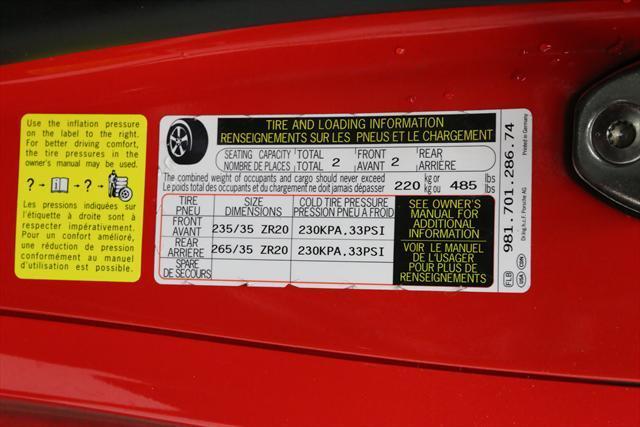 Use the inflation pressure
on the label to the right.
For better driving comfort,
the tire pressures in the
owner's manual may be used.
? → i → ? →
Les pressions indiquées sur
l'étiquette à droite sont à
respecter impérativement.
Pour un confort amélioré,
une réduction de pression
conformément au manuel
d'utilisation est possible.
TIRE AND LOADING INFORMATION
RENSEIGNEMENTS SUR LES PNEUS ET LE CHARGEMENT
SEATING CAPACITY TOTAL 2 FRONT 2 REAR
NOMBRE DE PLACES TOTAL AVANT ARRIÈRE
The combined weight of occupants and cargo should never exceed 220 kg or 485 lbs
Le poids total des occupants et du chargement ne doit jamais dépasser kg ou lbs
TIRE SIZE COLD TIRE PRESSURE
PNEU DIMENSIONS PRESSION PNEU A FROID
FRONT
AVANT 235/35 ZR20 230KPA.33PSI
REAR
ARRIÈRE 265/35 ZR20 230KPA.33PSI
SPARE
DE SECOURS
SEE OWNER'S
MANUAL FOR
ADDITIONAL
INFORMATION
VOIR LE MANUEL
DE L'USAGER
POUR PLUS DE
RENSEIGNEMENTS
981.701.286.74
Printed in Germany
Dr.Ing.h.c.F. Porsche AG
FLB USA CDN